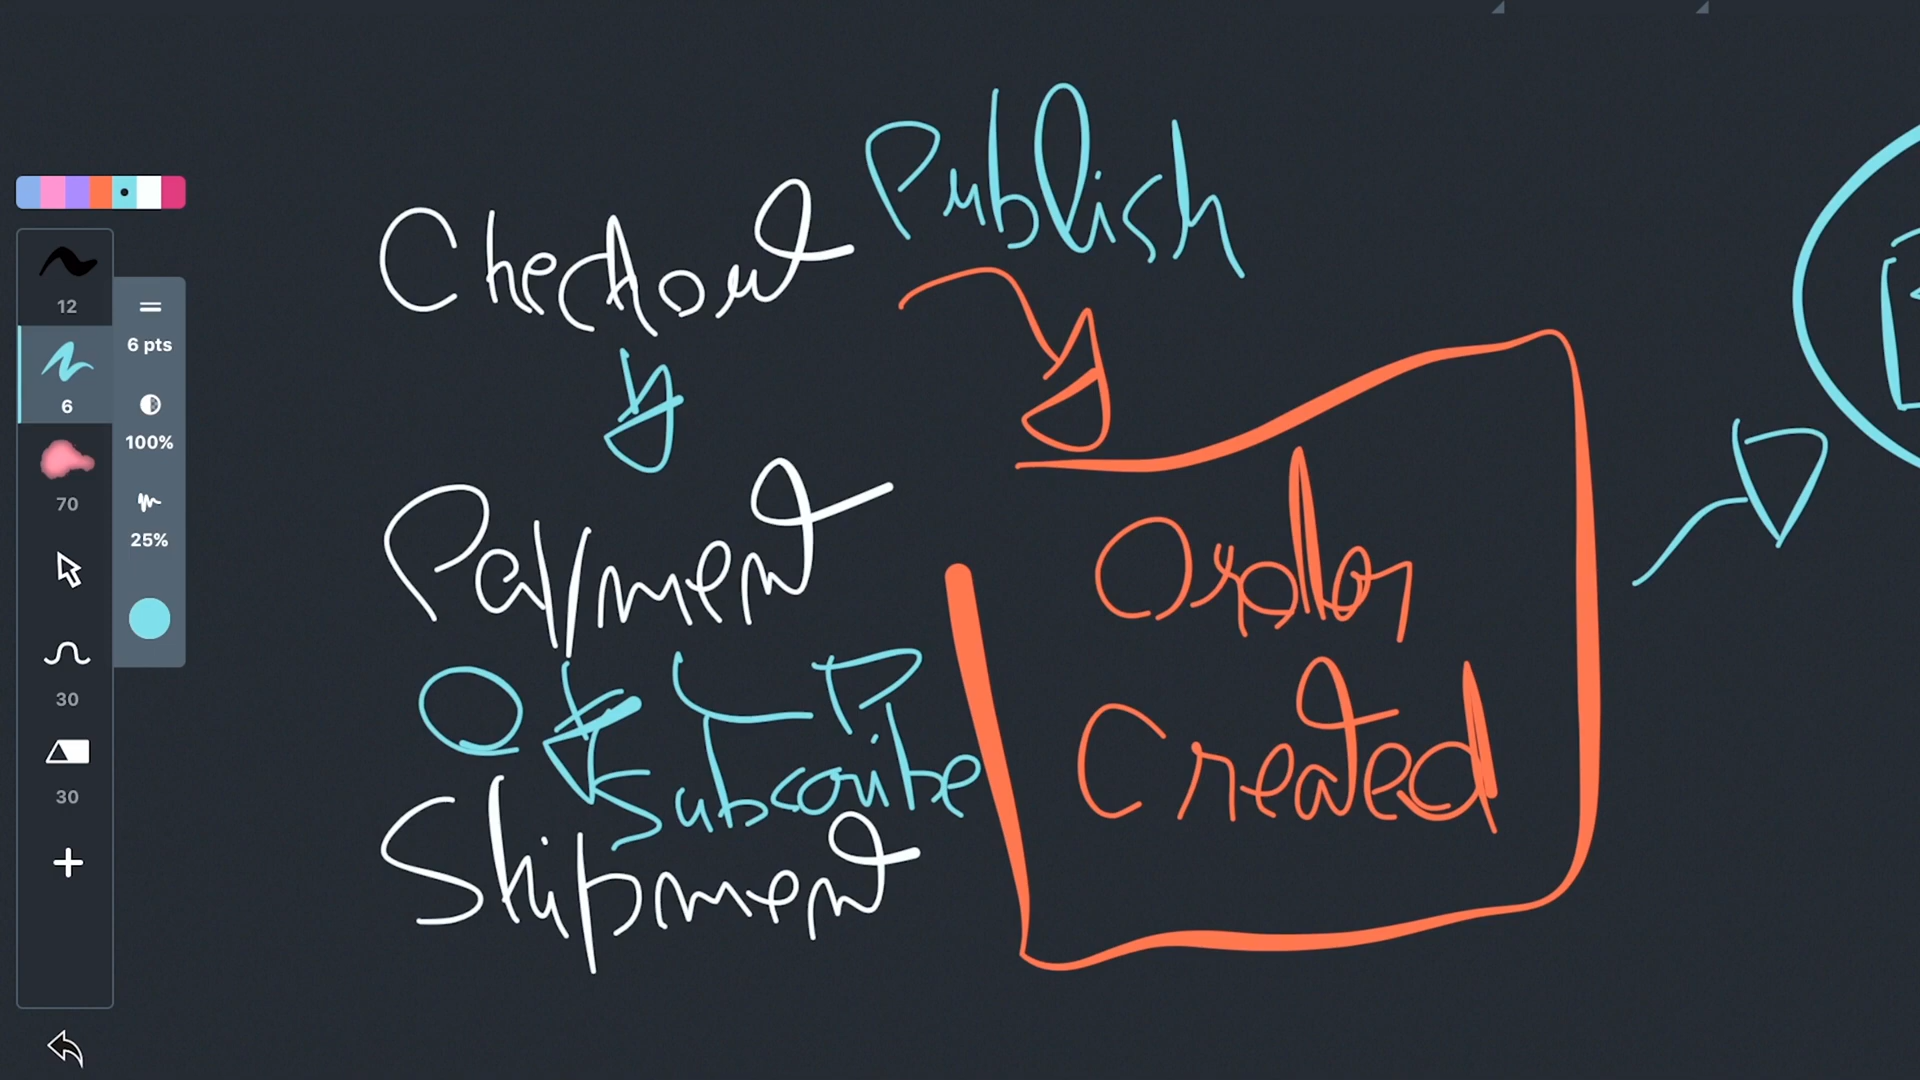 Publish
Checkout
Payment
Order
Created
Subscribe
Shipment
12
6
70
30
30
6 pts
100%
25%